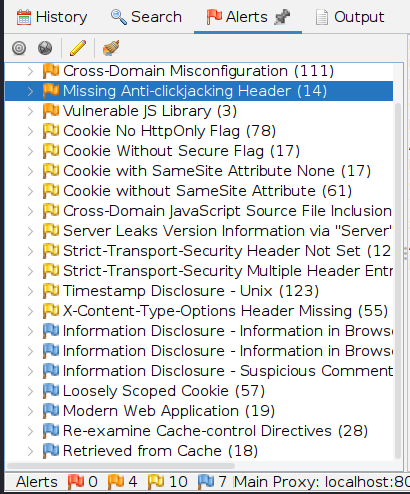 History Search Alerts Output
Cross-Domain Misconfiguration (111)
Missing Anti-clickjacking Header (14)
Vulnerable JS Library (3)
Cookie No HttpOnly Flag (78)
Cookie Without Secure Flag (17)
Cookie with SameSite Attribute None (17)
Cookie without SameSite Attribute (61)
Cross-Domain JavaScript Source File Inclusion
Server Leaks Version Information via "Server"
Strict-Transport-Security Header Not Set (12
Strict-Transport-Security Multiple Header Entr
Timestamp Disclosure - Unix (123)
X-Content-Type-Options Header Missing (55)
Information Disclosure - Information in Browse
Information Disclosure - Information in Browse
Information Disclosure - Suspicious Comment
Loosely Scoped Cookie (57)
Modern Web Application (19)
Re-examine Cache-control Directives (28)
Retrieved from Cache (18)
Alerts 0 4 10 7 Main Proxy: localhost:80